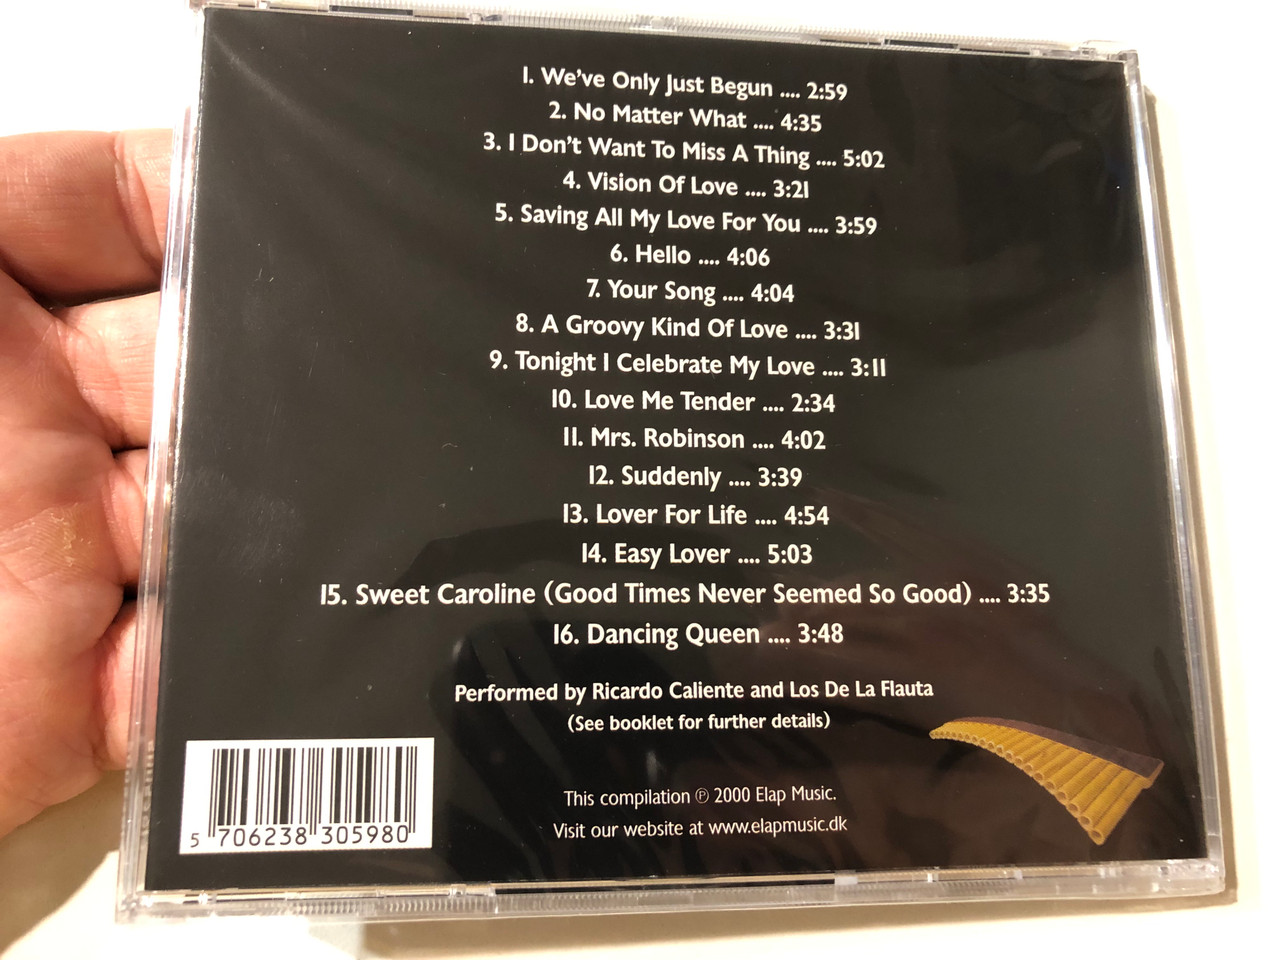 1. We've Only Just Begun .... 2:59
2. No Matter What .... 4:35
3. I Don't Want To Miss A Thing .... 5:02
4. Vision Of Love .... 3:21
5. Saving All My Love For You .... 3:59
6. Hello .... 4:06
7. Your Song .... 4:04
8. A Groovy Kind Of Love .... 3:31
9. Tonight I Celebrate My Love .... 3:11
10. Love Me Tender .... 2:34
11. Mrs. Robinson .... 4:02
12. Suddenly .... 3:39
13. Lover For Life .... 4:54
14. Easy Lover .... 5:03
15. Sweet Caroline (Good Times Never Seemed So Good) .... 3:35
16. Dancing Queen .... 3:48
Performed by Ricardo Caliente and Los De La Flauta
(See booklet for further details)
This compilation ℗ 2000 Elap Music.
Visit our website at www.elapmusic.dk
5 706238 305980